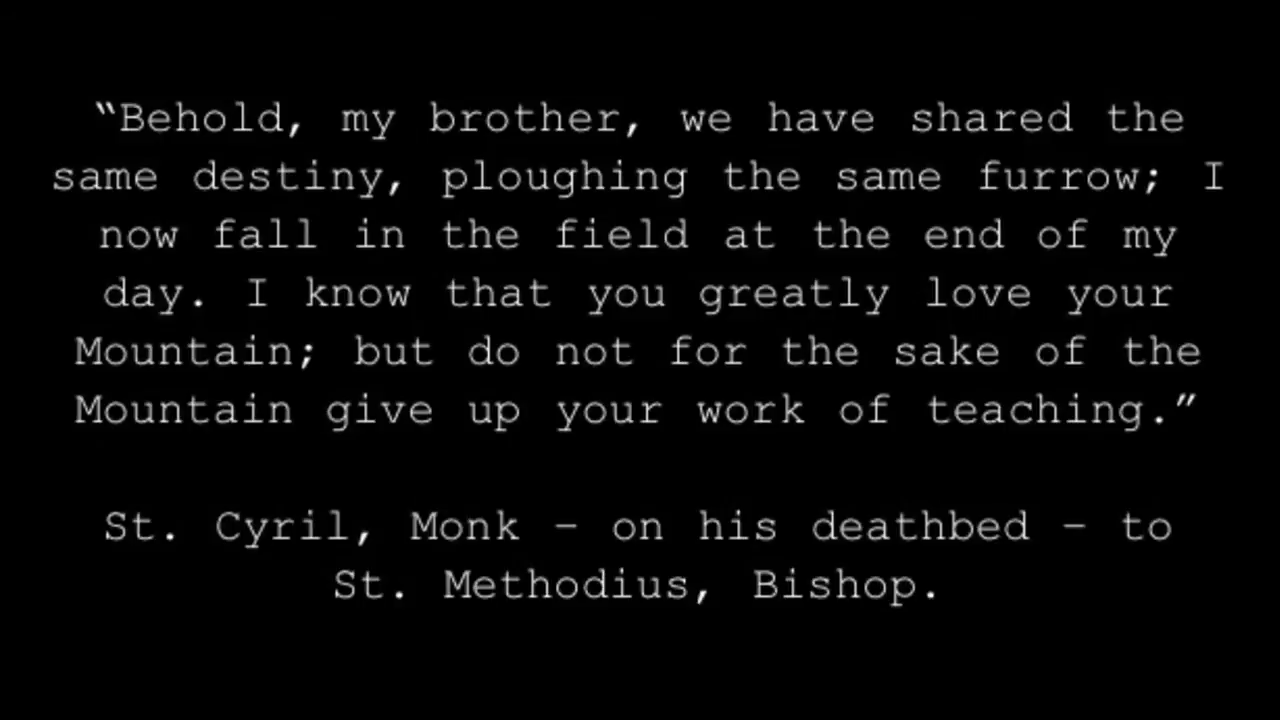 “Behold, my brother, we have shared the
same destiny, ploughing the same furrow; I
now fall in the field at the end of my
day. I know that you greatly love your
Mountain; but do not for the sake of the
Mountain give up your work of teaching.”
St. Cyril, Monk – on his deathbed – to
St. Methodius, Bishop.